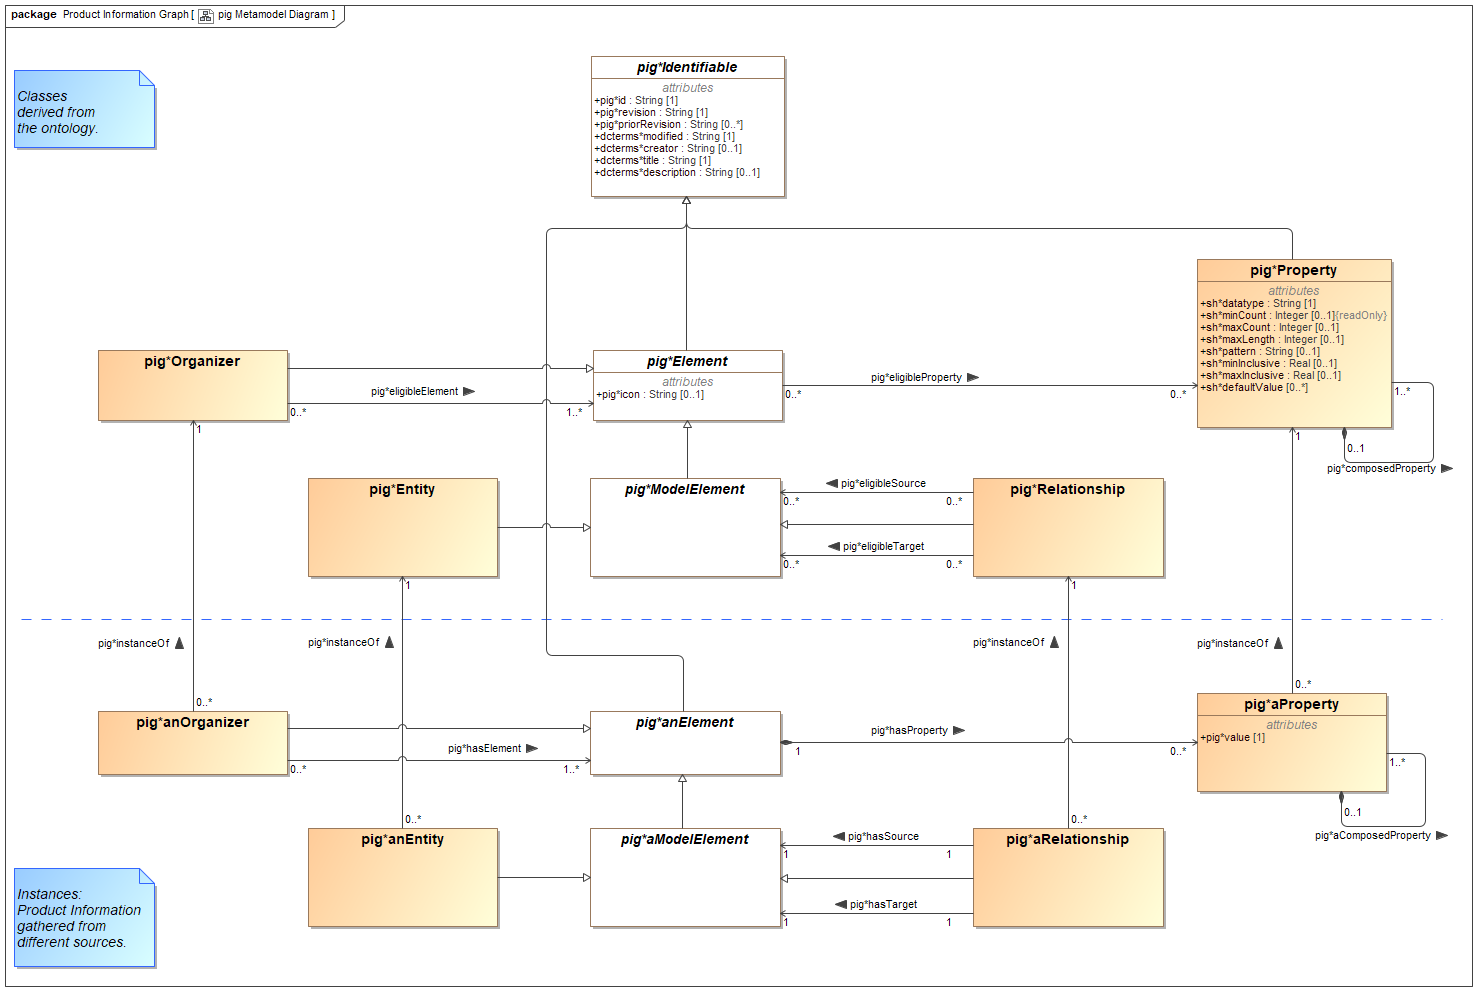 package Product Information Graph [ pig Metamodel Diagram ]
Classes
derived from
the ontology.
pig*Identifiable
attributes
+pig*id : String [1]
+pig*revision : String [1]
+pig*priorRevision : String [0..*]
+dcterms*modified : String [1]
+dcterms*creator : String [0..1]
+dcterms*title : String [1]
+dcterms*description : String [0..1]
pig*Property
attributes
+sh*datatype : String [1]
+sh*minCount : Integer [0..1]{readOnly}
+sh*maxCount : Integer [0..1]
+sh*maxLength : Integer [0..1]
+sh*pattern : String [0..1]
+sh*minInclusive : Real [0..1]
+sh*maxInclusive : Real [0..1]
+sh*defaultValue [0..*]
1..*
0..1
pig*composedProperty
pig*Organizer
pig*eligibleElement
0..*
1..*
pig*Element
attributes
+pig*icon : String [0..1]
pig*eligibleProperty
0..*
0..*
1
1
pig*Entity
pig*ModelElement
pig*eligibleSource
0..*
0..*
pig*eligibleTarget
0..*
0..*
pig*Relationship
1
1
pig*instanceOf
pig*instanceOf
pig*instanceOf
pig*instanceOf
0..*
0..*
pig*anOrganizer
pig*hasElement
0..*
1..*
pig*anElement
pig*hasProperty
1
0..*
pig*aProperty
attributes
+pig*value [1]
1..*
0..1
pig*aComposedProperty
0..*
0..*
pig*anEntity
pig*aModelElement
pig*hasSource
1
1
pig*hasTarget
1
1
pig*aRelationship
Instances:
Product Information
gathered from
different sources.